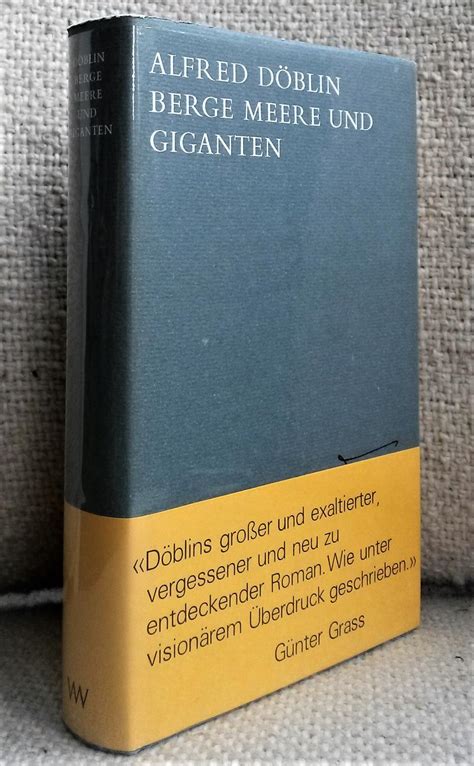 DÖBLIN
BERGE
MEERE
UND
GIGANTEN
ALFRED DÖBLIN
BERGE MEERE UND
GIGANTEN
«Döblins großer und exaltierter,
vergessener und neu zu
entdeckender Roman. Wie unter
visionärem Überdruck geschrieben.»
Günter Grass
WV